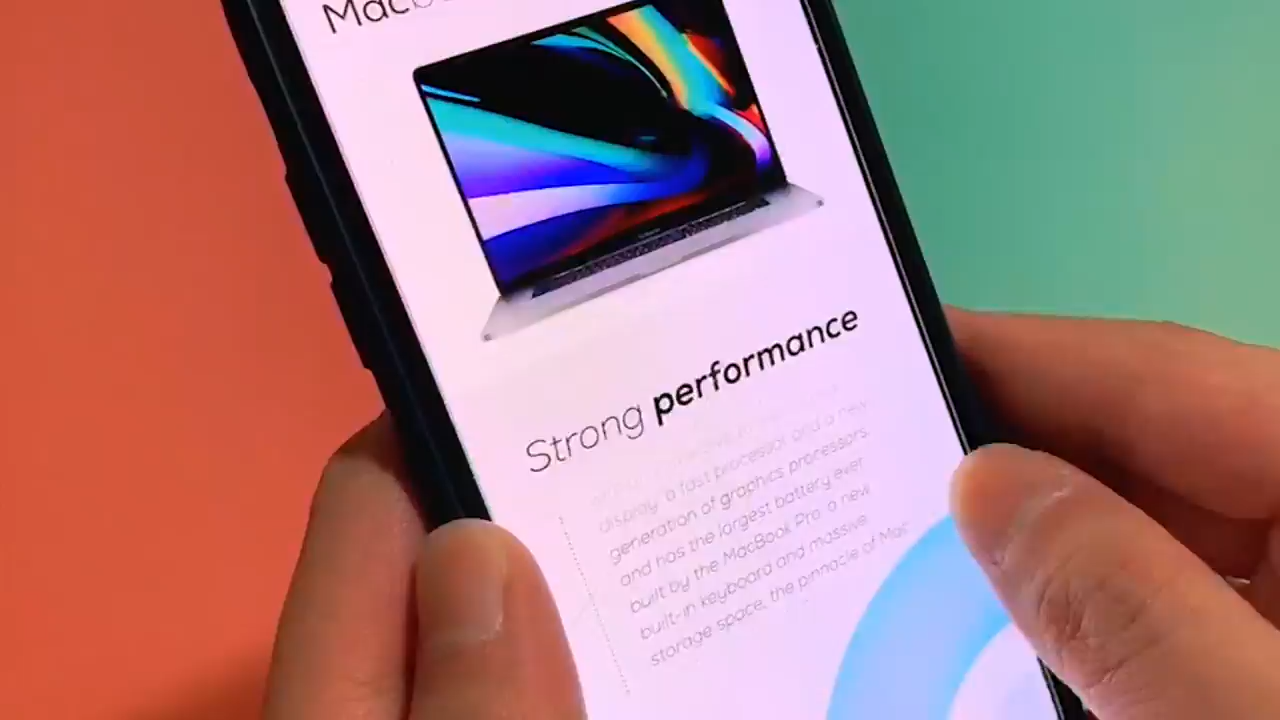 Macb
Strong performance
display, a fast processor, and a new
generation of graphics processors.
and has the largest battery ever
built by the MacBook Pro, a new
built-in keyboard and massive
storage space, the pinnacle of Mac